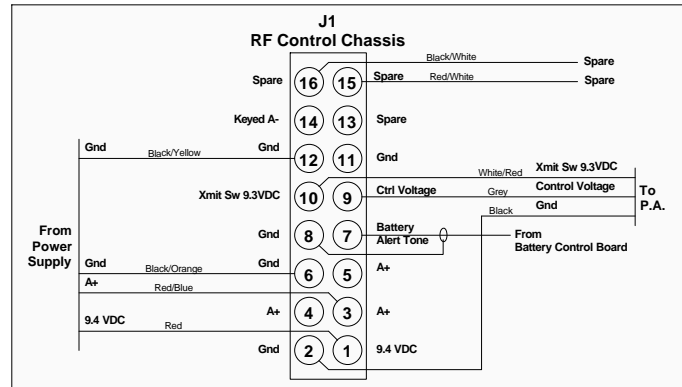 J1
RF Control Chassis
Black/White
Spare
Spare 16 15 Spare Red/White Spare
Keyed A- 14 13 Spare
Gnd Black/Yellow Gnd 12 11 Gnd
White/Red Xmit Sw 9.3VDC
Xmit Sw 9.3VDC 10 9 Ctrl Voltage Grey Control Voltage
Black Gnd
To
P.A.
From
Power
Supply
Gnd 8 7 Battery
Alert Tone
From
Battery Control Board
Gnd Black/Orange Gnd 6 5 A+
A+ Red/Blue
A+ 4 3 A+
9.4 VDC Red
Gnd 2 1 9.4 VDC